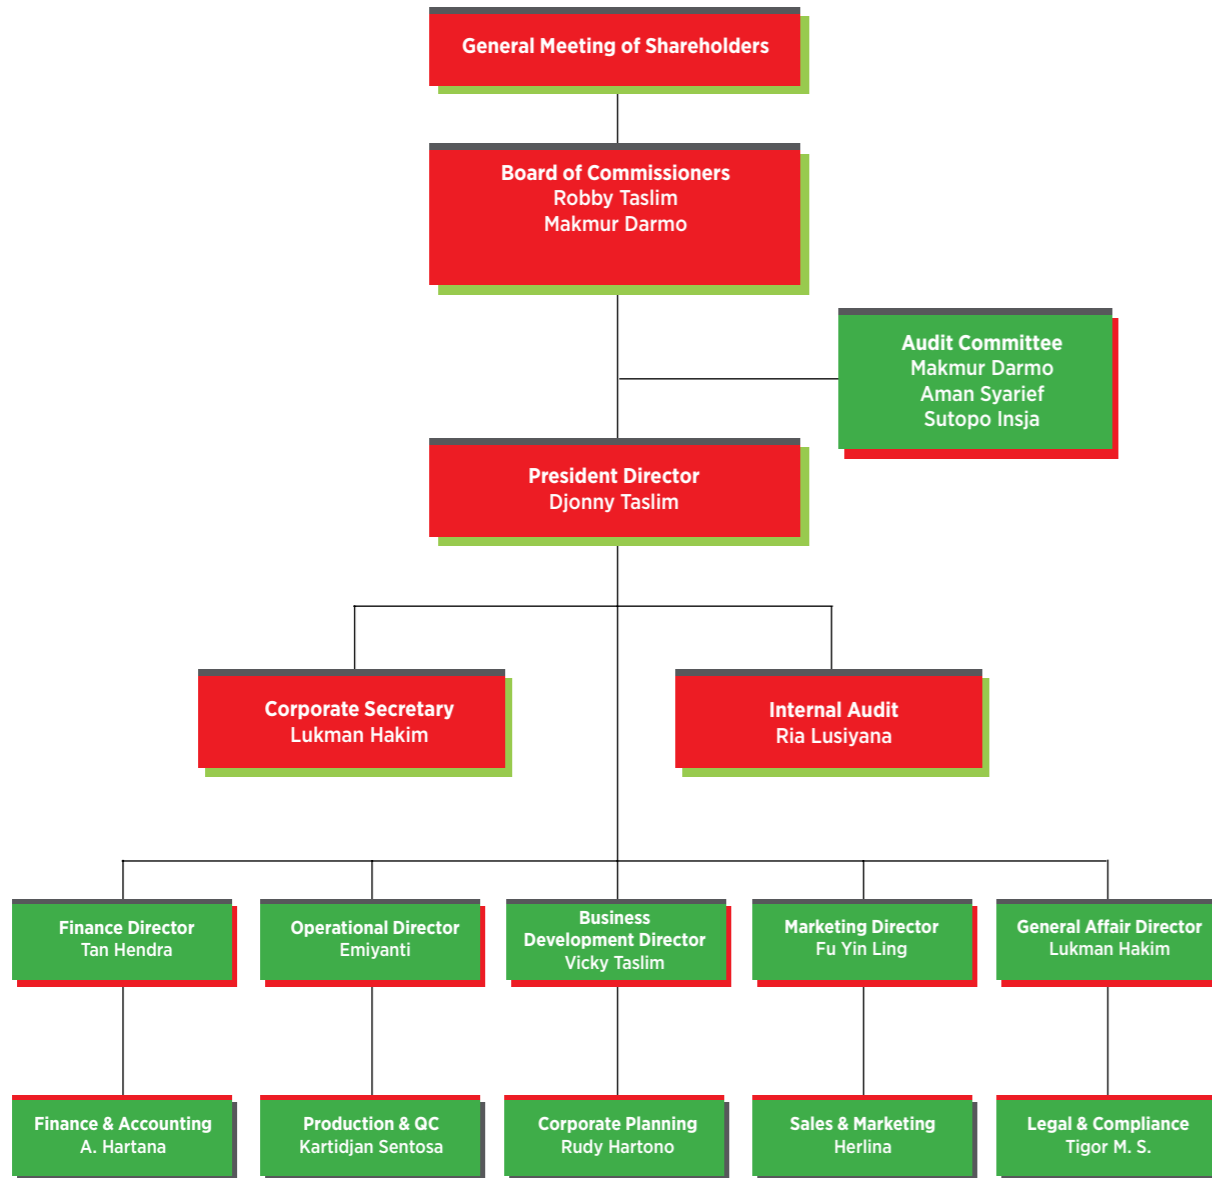 General Meeting of Shareholders
Board of Commissioners
Robby Taslim
Makmur Darmo
Audit Committee
Makmur Darmo
Aman Syarief
Sutopo Insja
President Director
Djonny Taslim
Corporate Secretary
Lukman Hakim
Internal Audit
Ria Lusiyana
Finance Director
Tan Hendra
Operational Director
Emiyanti
Business
Development Director
Vicky Taslim
Marketing Director
Fu Yin Ling
General Affair Director
Lukman Hakim
Finance & Accounting
A. Hartana
Production & QC
Kartidjan Sentosa
Corporate Planning
Rudy Hartono
Sales & Marketing
Herlina
Legal & Compliance
Tigor M. S.